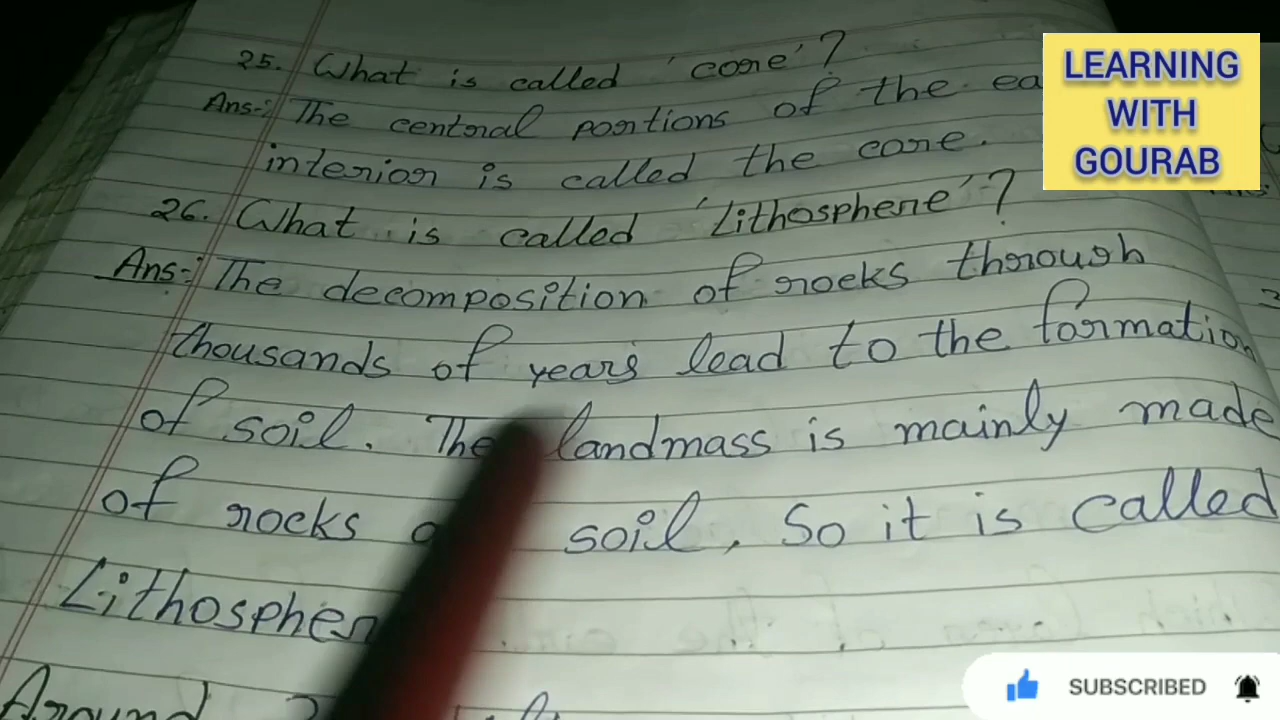 25. What is called 'core'?
Ans-: The central portions of the ea
interior is called the core.
26. What is called 'Lithosphere'?
Ans-: The decomposition of rocks through
thousands of years lead to the formation
of soil. The landmass is mainly made
of rocks soil, So it is called
Lithospher
Around
LEARNING
WITH
GOURAB
SUBSCRIBED